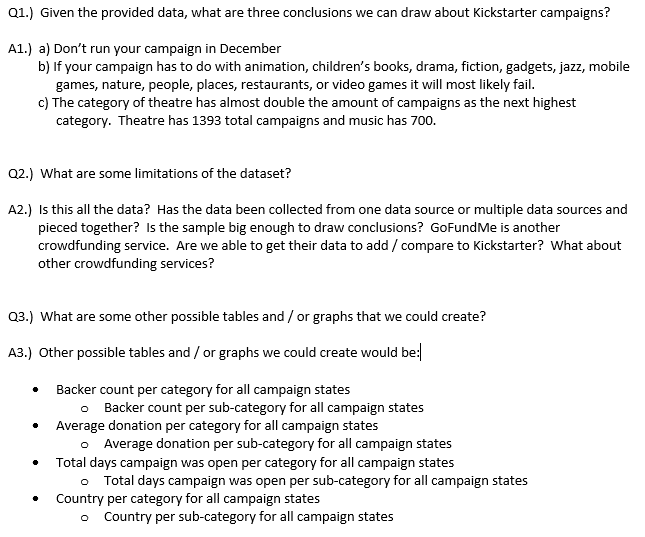 Q1.) Given the provided data, what are three conclusions we can draw about Kickstarter campaigns?
A1.) a) Don’t run your campaign in December
b) If your campaign has to do with animation, children’s books, drama, fiction, gadgets, jazz, mobile
games, nature, people, places, restaurants, or video games it will most likely fail.
c) The category of theatre has almost double the amount of campaigns as the next highest
category.  Theatre has 1393 total campaigns and music has 700.
Q2.)  What are some limitations of the dataset?
A2.)  Is this all the data?  Has the data been collected from one data source or multiple data sources and
pieced together?  Is the sample big enough to draw conclusions?  GoFundMe is another
crowdfunding service.  Are we able to get their data to add / compare to Kickstarter?  What about
other crowdfunding services?
Q3.)  What are some other possible tables and / or graphs that we could create?
A3.)  Other possible tables and / or graphs we could create would be:
• Backer count per category for all campaign states
o Backer count per sub-category for all campaign states
• Average donation per category for all campaign states
o Average donation per sub-category for all campaign states
• Total days campaign was open per category for all campaign states
o Total days campaign was open per sub-category for all campaign states
• Country per category for all campaign states
o Country per sub-category for all campaign states